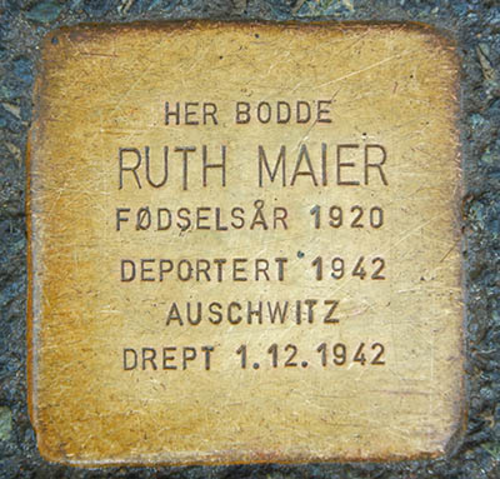 HER BODDE
RUTH MAIER
FØDSELSÅR 1920
DEPORTERT 1942
AUSCHWITZ
DREPT 1.12.1942